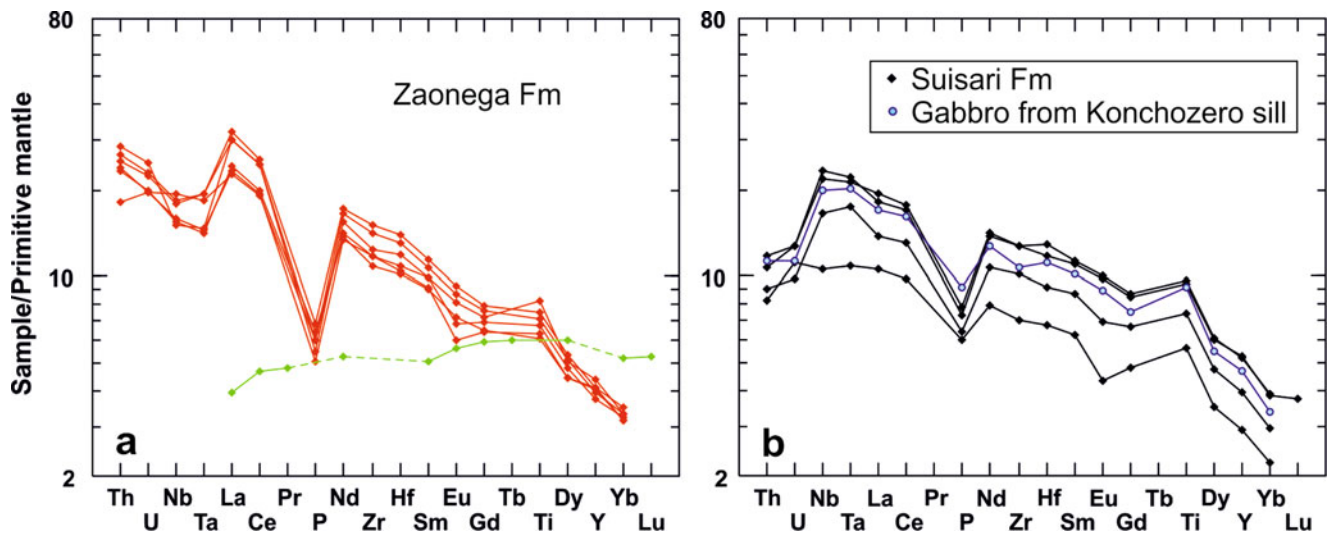 80
10
2
Sample/Primitive mantle
Zaonega Fm
a
Th Nb La Pr Nd Hf Eu Tb Dy Yb
U Ta Ce P Zr Sm Gd Ti Y Lu
80
10
2
Suisari Fm
Gabbro from Konchozero sill
b
Th Nb La Pr Nd Hf Eu Tb Dy Yb
U Ta Ce P Zr Sm Gd Ti Y Lu